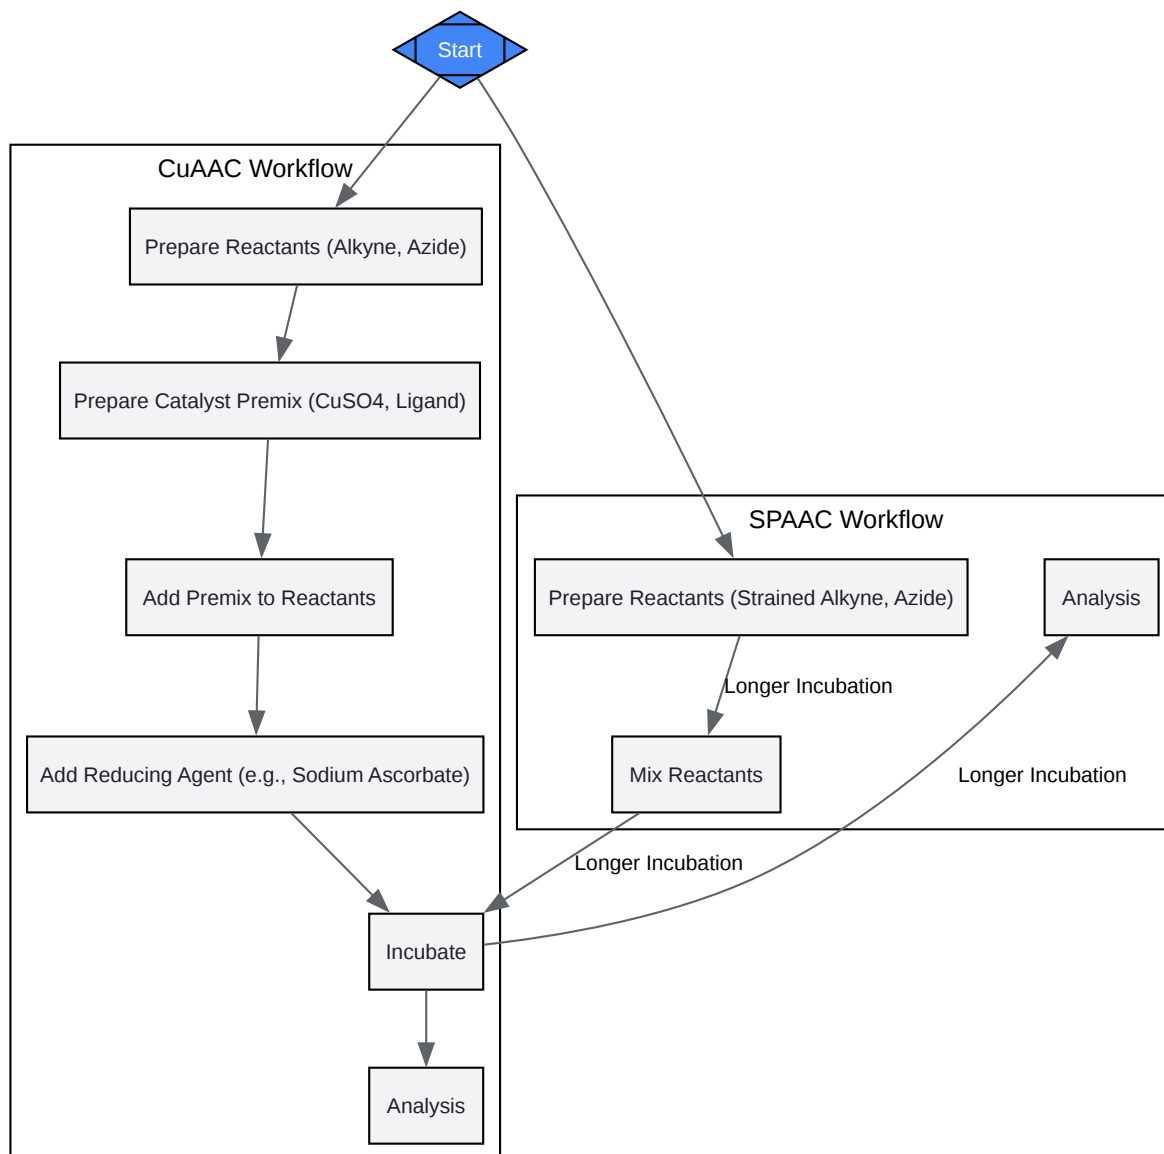 Start
CuAAC Workflow
Prepare Reactants (Alkyne, Azide)
Prepare Catalyst Premix (CuSO4, Ligand)
Add Premix to Reactants
Add Reducing Agent (e.g., Sodium Ascorbate)
Incubate
Analysis
SPAAC Workflow
Prepare Reactants (Strained Alkyne, Azide)
Longer Incubation
Mix Reactants
Longer Incubation
Longer Incubation
Analysis